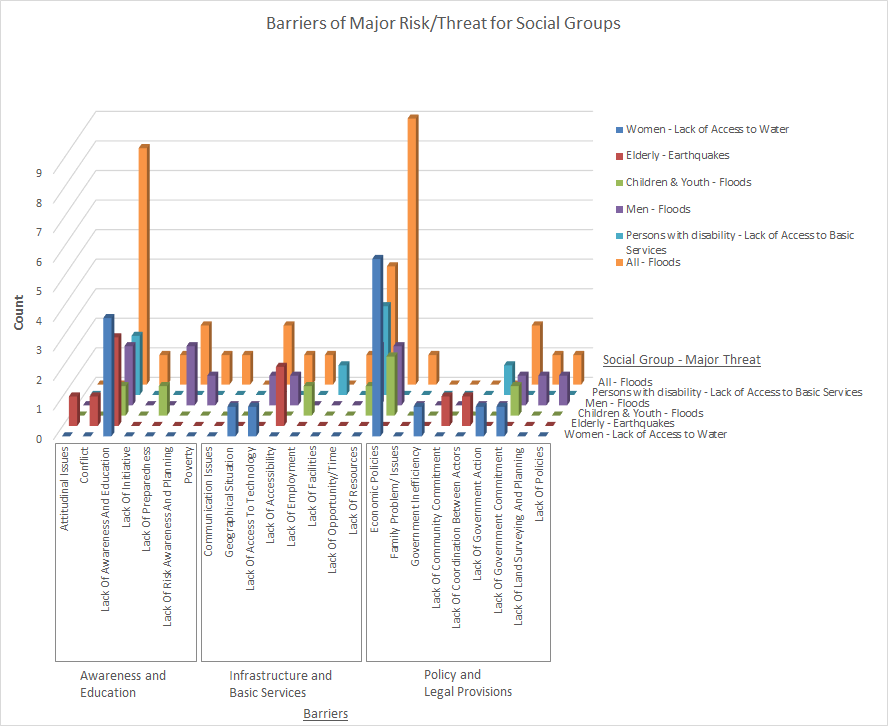 Barriers of Major Risk/Threat for Social Groups
Women - Lack of Access to Water
Elderly - Earthquakes
Children & Youth - Floods
Men - Floods
Persons with disability - Lack of Access to Basic
Services
All - Floods
Count
9
8
7
6
5
4
3
2
1
0
Social Group - Major Threat
All - Floods
Persons with disability - Lack of Access to Basic Services
Men - Floods
Children & Youth - Floods
Elderly - Earthquakes
Women - Lack of Access to Water
Attitudinal Issues
Conflict
Lack Of Awareness And Education
Lack Of Initiative
Lack Of Preparedness
Lack Of Risk Awareness And Planning
Poverty
Communication Issues
Geographical Situation
Lack Of Access To Technology
Lack Of Accessibility
Lack Of Employment
Lack Of Facilities
Lack Of Opportunity/Time
Lack Of Resources
Economic Policies
Family Problem/ Issues
Government Inefficiency
Lack Of Community Commitment
Lack Of Coordination Between Actors
Lack Of Government Action
Lack Of Government Commitment
Lack Of Land Surveying And Planning
Lack Of Policies
Awareness and
Education
Infrastructure and
Basic Services
Policy and
Legal Provisions
Barriers